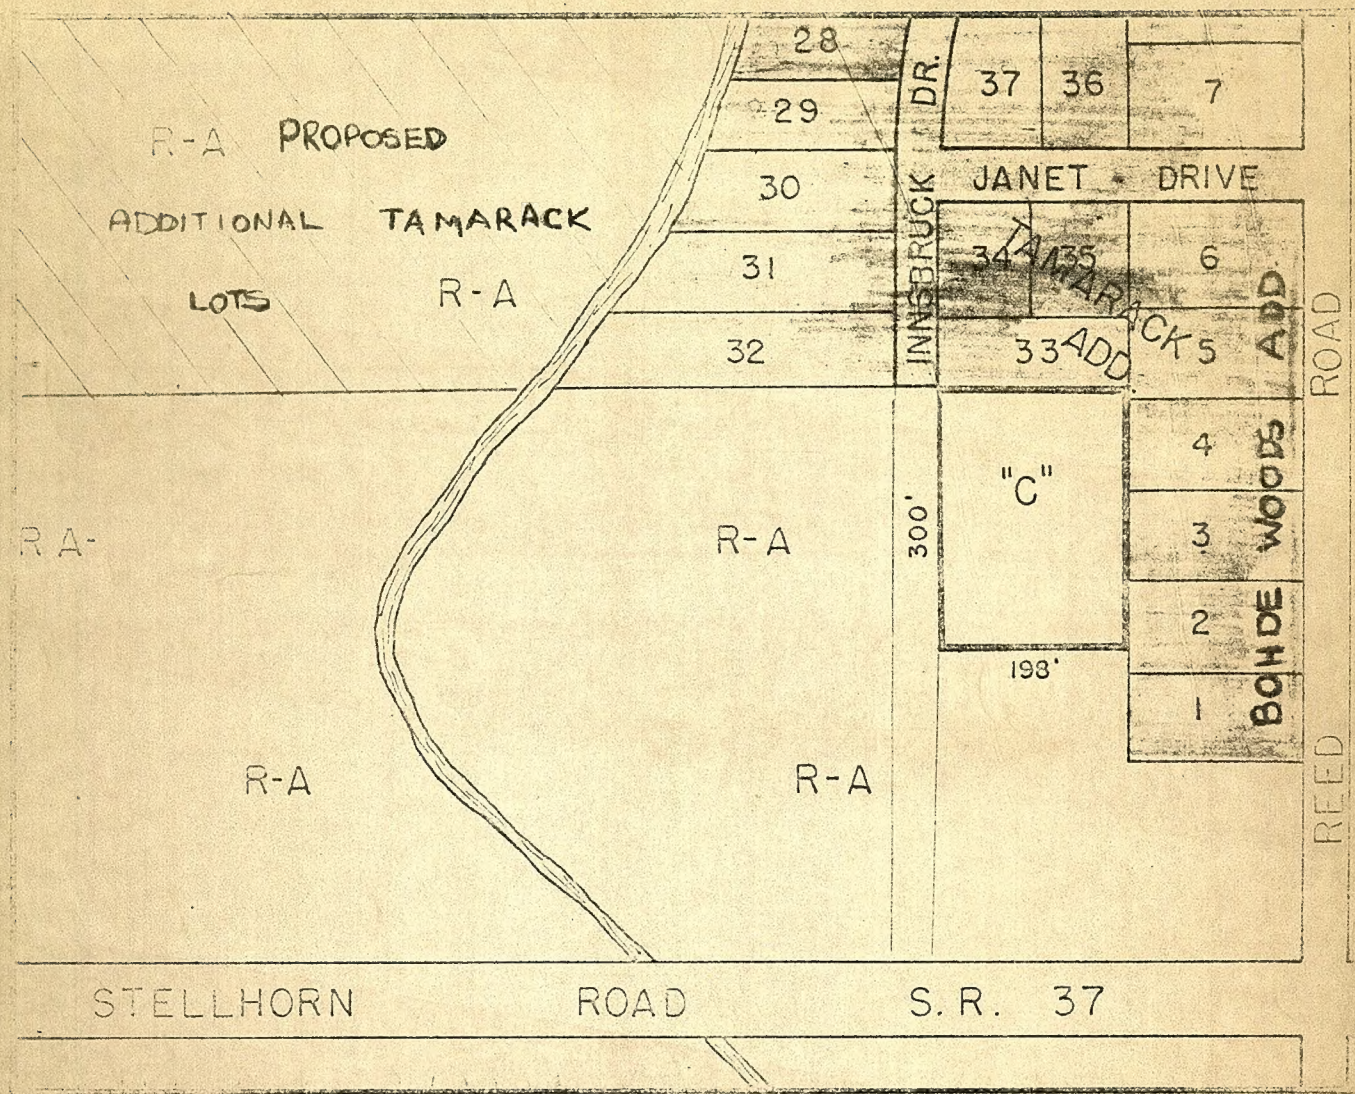 28
29
30
31
32
INNSBRUCK DR.
37
36
7
JANET - DRIVE
34
35
6
33
5
TAMARACK
ADD.
4
3
2
1
BOHDE WOODS ADD.
REED ROAD
R-A PROPOSED
ADDITIONAL TAMARACK
LOTS
R-A
R A-
R-A
"C"
300'
198'
R-A
R-A
STELLHORN ROAD S.R. 37